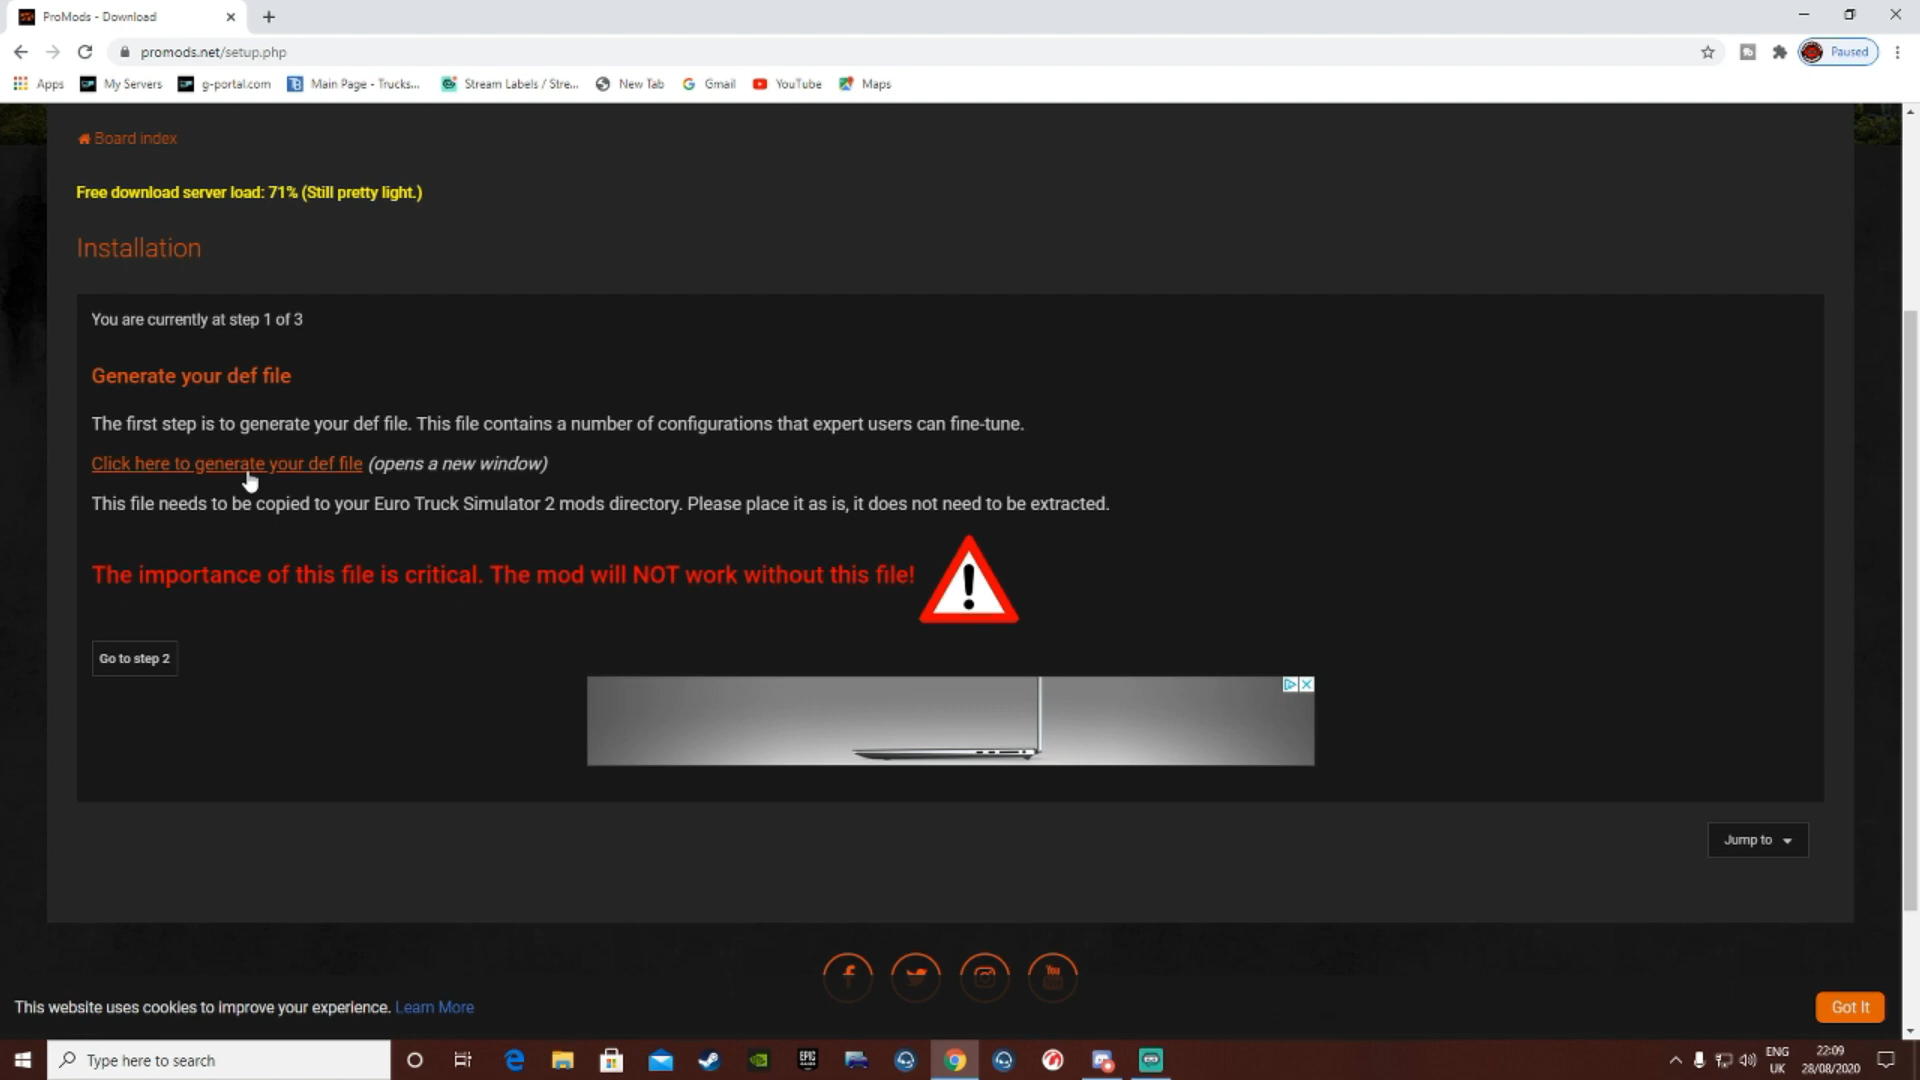 ProMods - Download
promods.net/setup.php
Paused
Apps
My Servers
g-portal.com
Main Page - Trucks...
Stream Labels / Stre...
New Tab
Gmail
YouTube
Maps
Board index
Free download server load: 71% (Still pretty light.)
Installation
You are currently at step 1 of 3
Generate your def file
The first step is to generate your def file. This file contains a number of configurations that expert users can fine-tune.
Click here to generate your def file (opens a new window)
This file needs to be copied to your Euro Truck Simulator 2 mods directory. Please place it as is, it does not need to be extracted.
The importance of this file is critical. The mod will NOT work without this file!
Go to step 2
Jump to
You
This website uses cookies to improve your experience. Learn More
Got It
Type here to search
EPIC
ENG
UK
22:09
28/08/2020